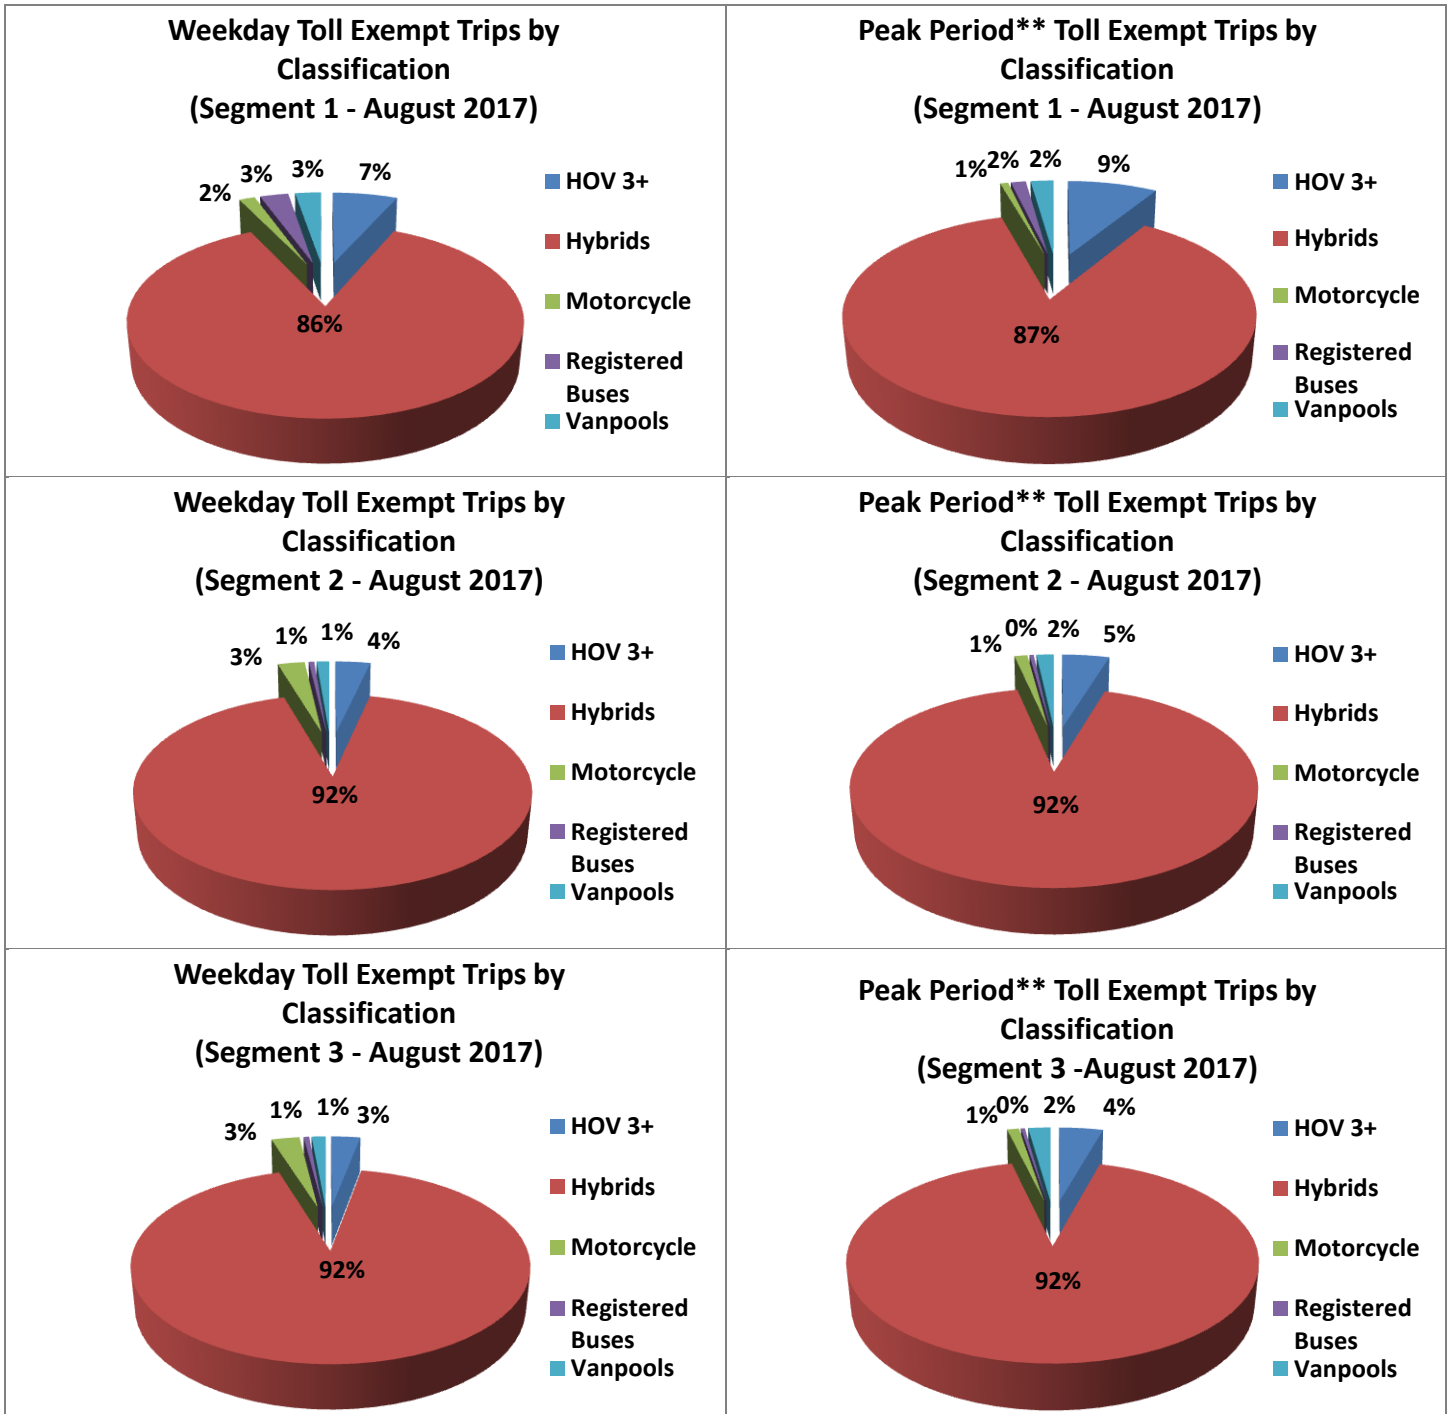 Weekday Toll Exempt Trips by
Classification
(Segment 1 - August 2017)
2%
3%
3%
7%
86%
HOV 3+
Hybrids
Motorcycle
Registered
Buses
Vanpools
Peak Period** Toll Exempt Trips by
Classification
(Segment 1 - August 2017)
1%
2%
2%
9%
87%
HOV 3+
Hybrids
Motorcycle
Registered
Buses
Vanpools
Weekday Toll Exempt Trips by
Classification
(Segment 2 - August 2017)
3%
1%
1%
4%
92%
HOV 3+
Hybrids
Motorcycle
Registered
Buses
Vanpools
Peak Period** Toll Exempt Trips by
Classification
(Segment 2 - August 2017)
1%
0%
2%
5%
92%
HOV 3+
Hybrids
Motorcycle
Registered
Buses
Vanpools
Weekday Toll Exempt Trips by
Classification
(Segment 3 - August 2017)
3%
1%
1%
3%
92%
HOV 3+
Hybrids
Motorcycle
Registered
Buses
Vanpools
Peak Period** Toll Exempt Trips by
Classification
(Segment 3 -August 2017)
1%
0%
2%
4%
92%
HOV 3+
Hybrids
Motorcycle
Registered
Buses
Vanpools